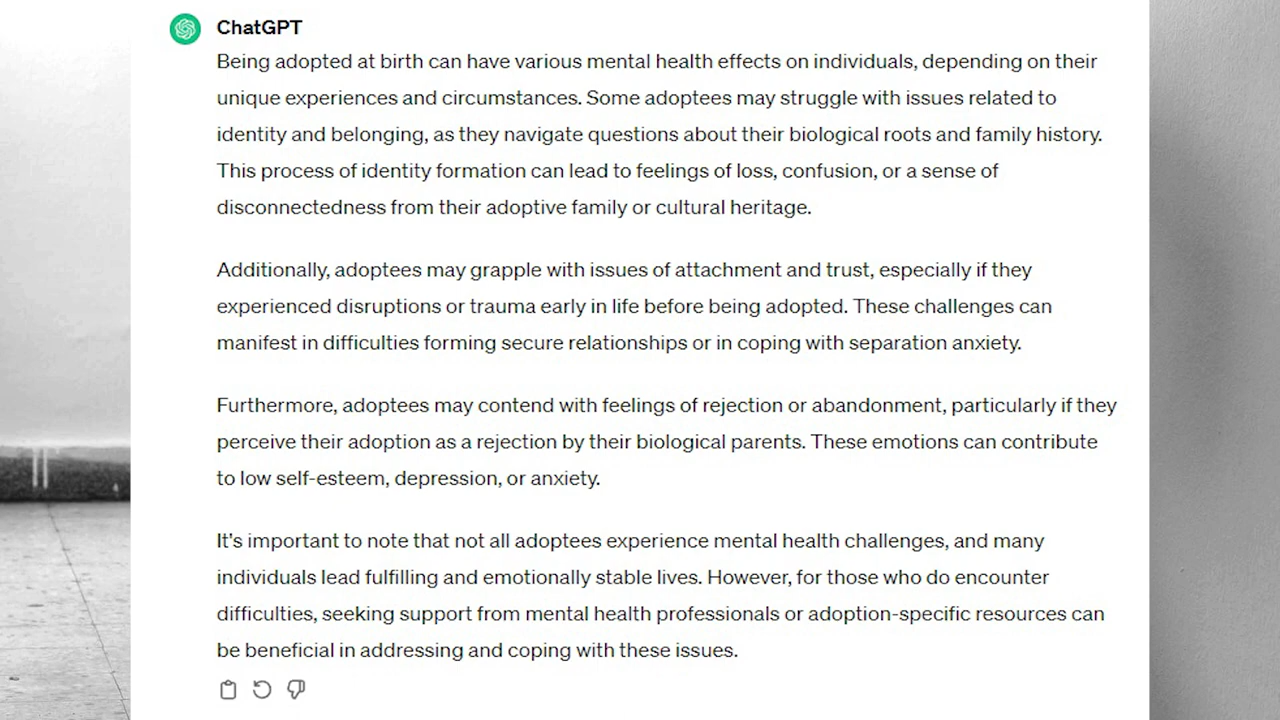 ChatGPT
Being adopted at birth can have various mental health effects on individuals, depending on their
unique experiences and circumstances. Some adoptees may struggle with issues related to
identity and belonging, as they navigate questions about their biological roots and family history.
This process of identity formation can lead to feelings of loss, confusion, or a sense of
disconnectedness from their adoptive family or cultural heritage.
Additionally, adoptees may grapple with issues of attachment and trust, especially if they
experienced disruptions or trauma early in life before being adopted. These challenges can
manifest in difficulties forming secure relationships or in coping with separation anxiety.
Furthermore, adoptees may contend with feelings of rejection or abandonment, particularly if they
perceive their adoption as a rejection by their biological parents. These emotions can contribute
to low self-esteem, depression, or anxiety.
It's important to note that not all adoptees experience mental health challenges, and many
individuals lead fulfilling and emotionally stable lives. However, for those who do encounter
difficulties, seeking support from mental health professionals or adoption-specific resources can
be beneficial in addressing and coping with these issues.